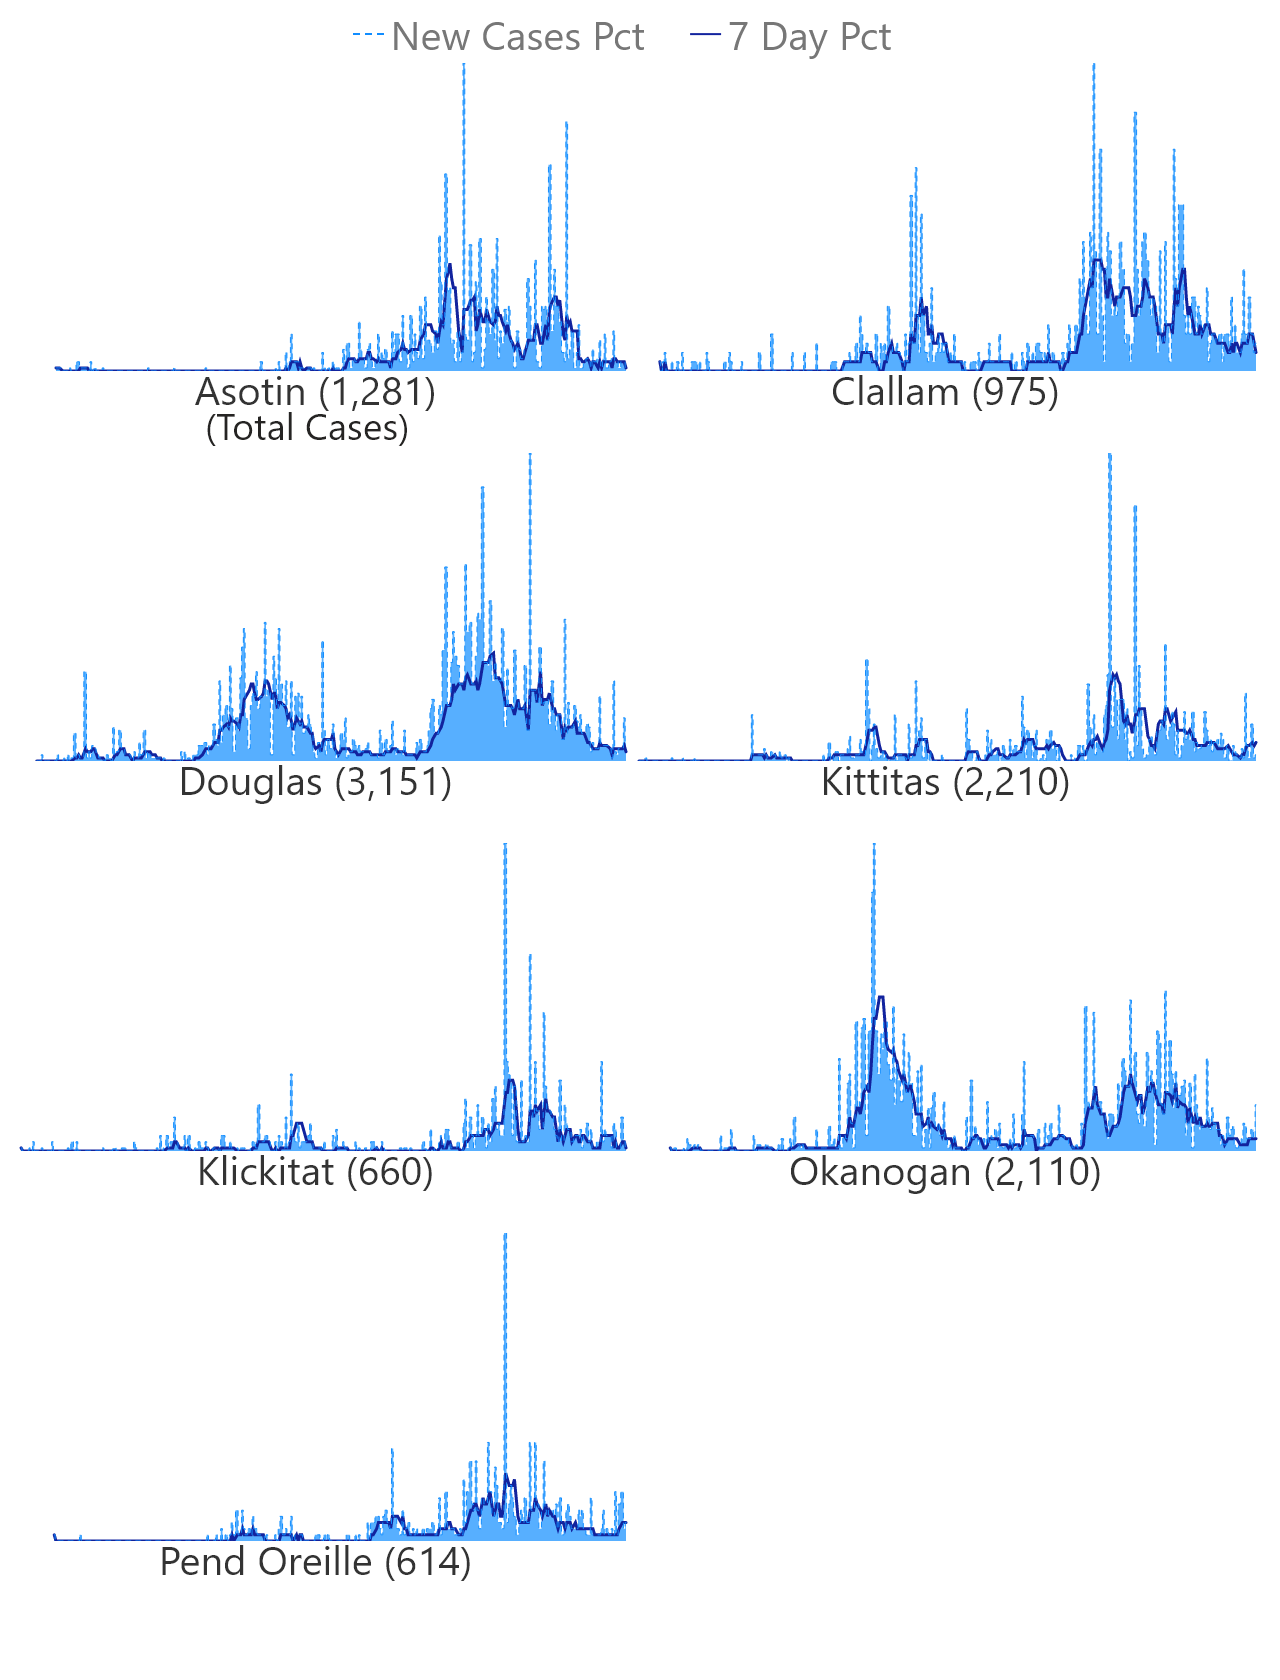 New Cases Pct 7 Day Pct
Asotin (1,281) Clallam (975)
(Total Cases)
Douglas (3,151) Kittitas (2,210)
Klickitat (660) Okanogan (2,110)
Pend Oreille (614)